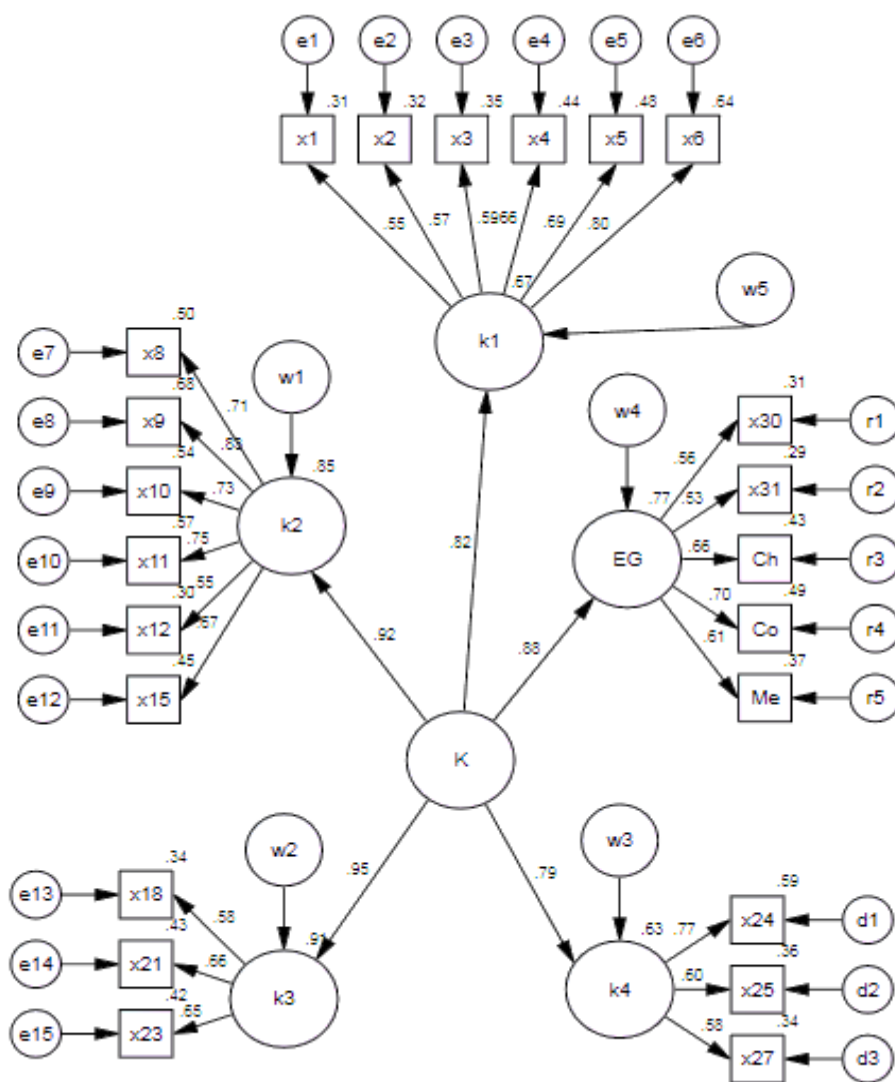 e1 e2 e3 e4 e5 e6
.31 .32 .35 .44 .48 .64
x1 x2 x3 x4 x5 x6
.55 .57 .59 .66 .69 .80
.67
k1
w5
.50
e7 x8
.71
w1
.68
e8 x9
.83
.54
e9 x10
.73
.85
k2
.57
e10 x11
.75
.30
e11 x12
.55
.45
e12 x15
.67
w4
.31
x30 r1
.56
.29
x31 r2
.77 .53
EG
.43
.66 Ch r3
.49
.70 Co r4
.37
.61 Me r5
.82
.92
.88
K
.95
.79
w2
.34
e13 x18
.58
.43
e14 x21
.66
.91
k3
.42
e15 x23
.65
w3
.59
.63 .77 x24 d1
k4
.36
.60 x25 d2
.34
.58 x27 d3